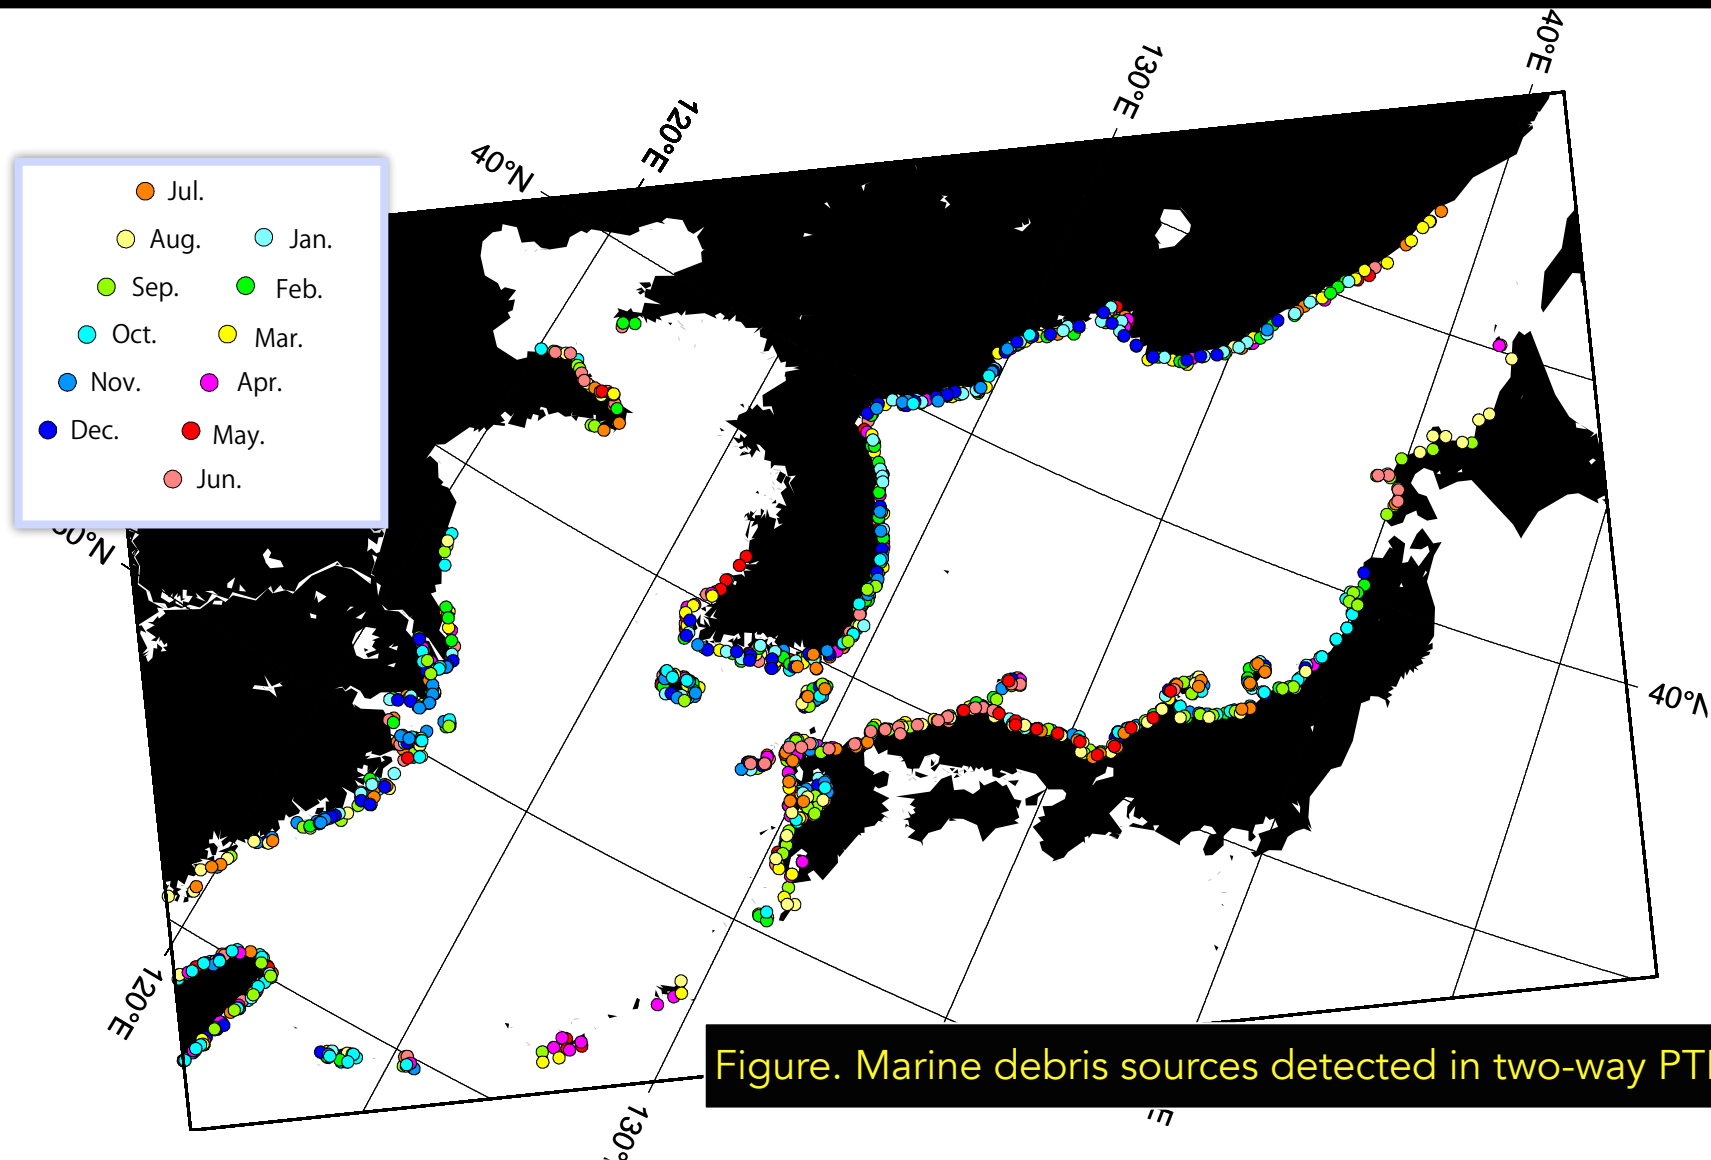 40°E
130°E
120°E
40°N
Jul.
Aug.
Jan.
Sep.
Feb.
Oct.
Mar.
Nov.
Apr.
Dec.
May.
Jun.
40°N
120°E
Figure. Marine debris sources detected in two-way
130°